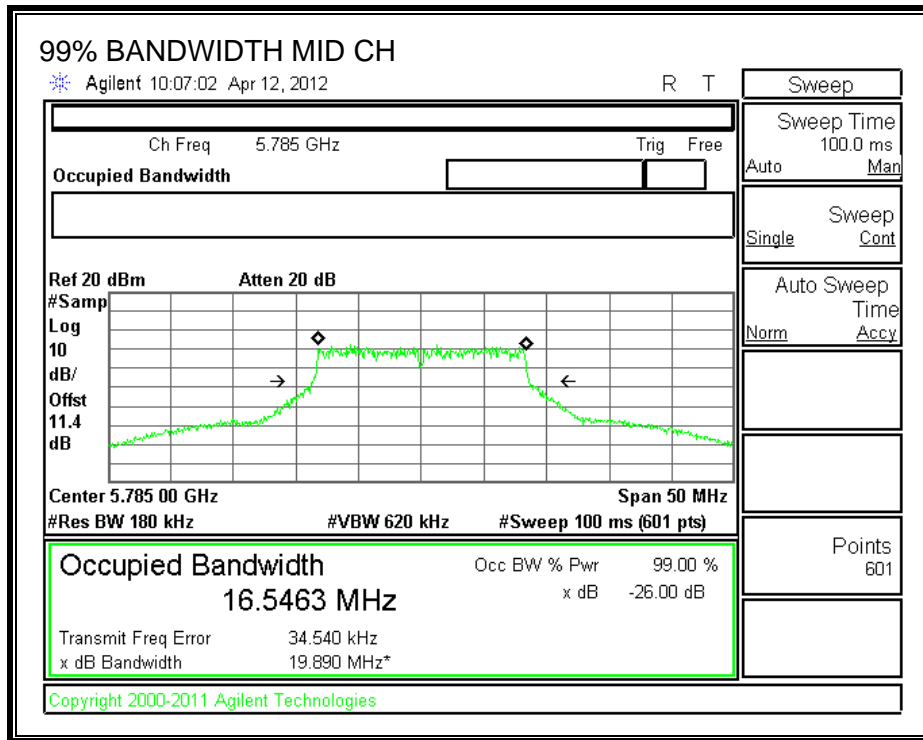 99% BANDWIDTH MID CH
Agilent 10:07:02 Apr 12, 2012 R T
Ch Freq 5.785 GHz Trig Free
Occupied Bandwidth
Ref 20 dBm Atten 20 dB
#Samp
Log
10
dB/
Offst
11.4
dB
Center 5.785 00 GHz Span 50 MHz
#Res BW 180 kHz #VBW 620 kHz #Sweep 100 ms (601 pts)
Occupied Bandwidth Occ BW % Pwr 99.00 %
16.5463 MHz x dB -26.00 dB
Transmit Freq Error 34.540 kHz
x dB Bandwidth 19.890 MHz*
Copyright 2000-2011 Agilent Technologies
Sweep
Sweep Time
100.0 ms
Auto Man
Sweep
Single Cont
Auto Sweep
Time
Norm Accy
Points
601